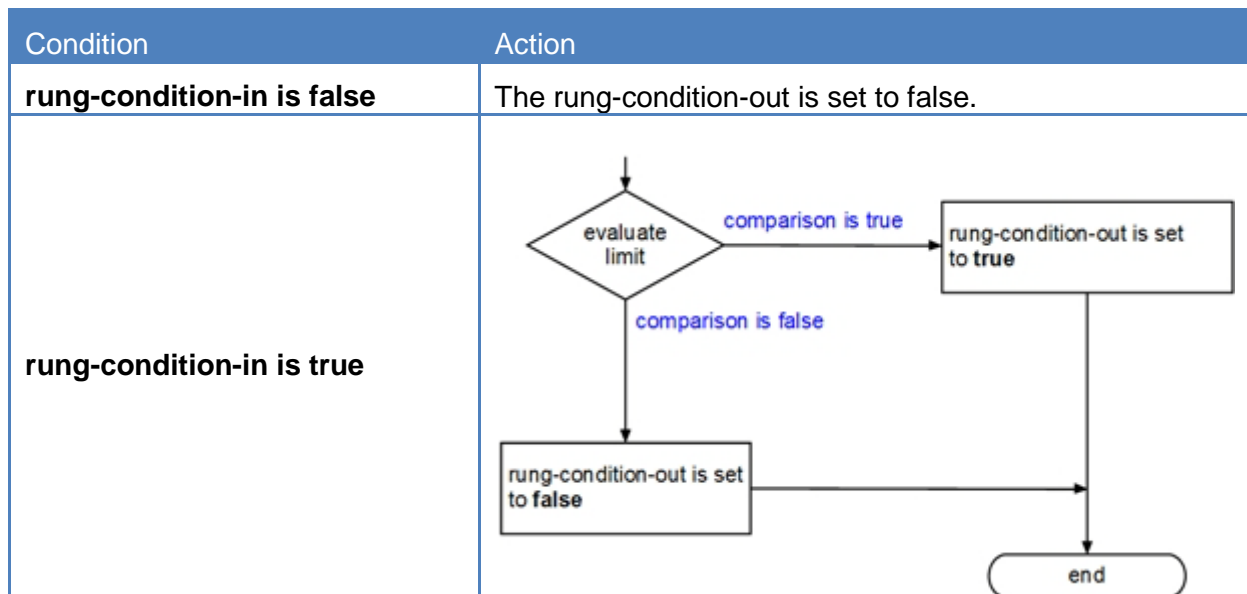 Condition
Action
rung-condition-in is false
The rung-condition-out is set to false.
rung-condition-in is true
evaluate
limit
comparison is true
rung-condition-out is set
to true
comparison is false
rung-condition-out is set
to false
end